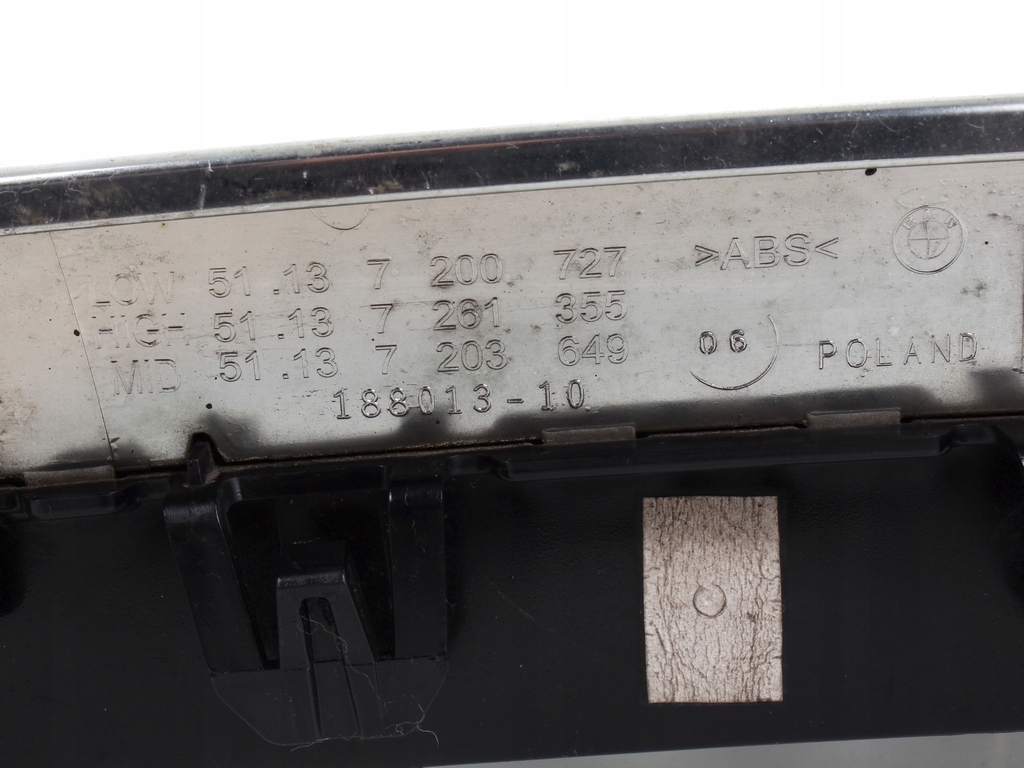 LOW 51.13 7 200 727 >ABS< BMW
HIGH 51.13 7 261 355
MID 51.13 7 203 649 06 POLAND
188013-10